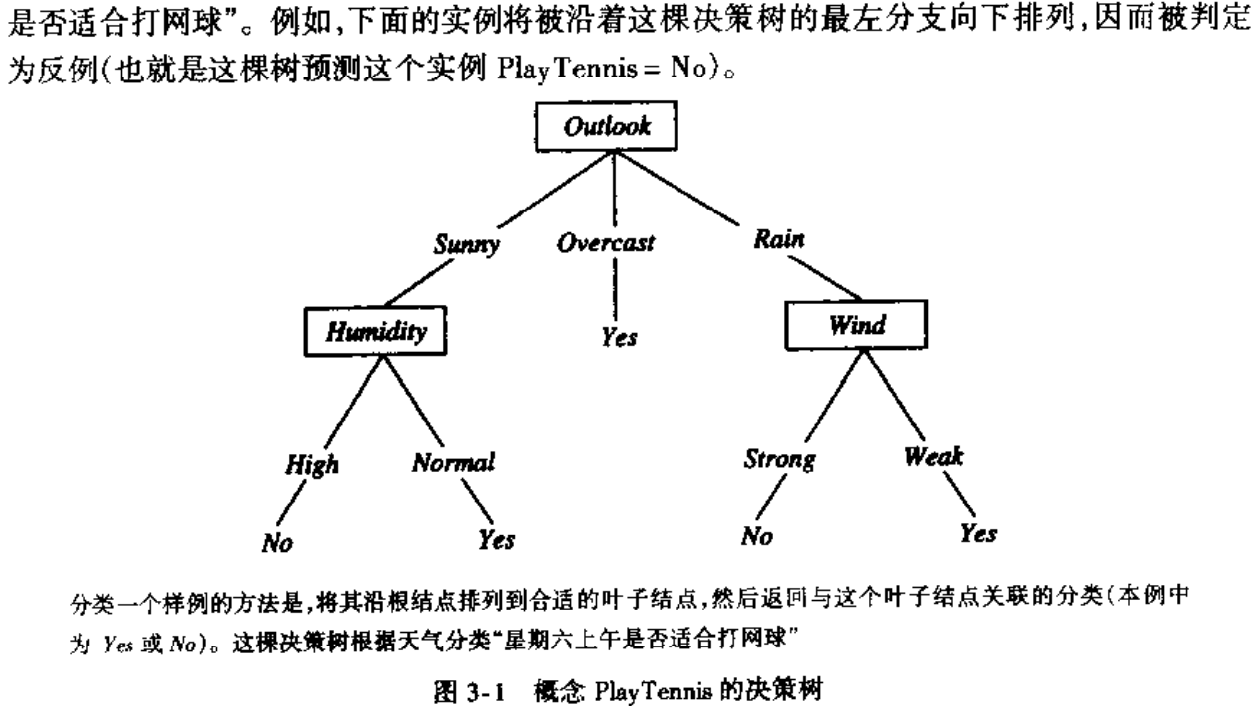 是否适合打网球”。例如,下面的实例将被沿着这棵决策树的最左分支向下排列,因而被判定
为反例(也就是这棵树预测这个实例 PlayTennis = No)。
Outlook
Sunny Overcast Rain
Humidity Yes Wind
High Normal Strong Weak
No Yes No Yes
分类一个样例的方法是,将其沿根结点排列到合适的叶子结点,然后返回与这个叶子结点关联的分类(本例中
为 Yes 或 No)。这棵决策树根据天气分类“星期六上午是否适合打网球”
图 3-1 概念 PlayTennis 的决策树